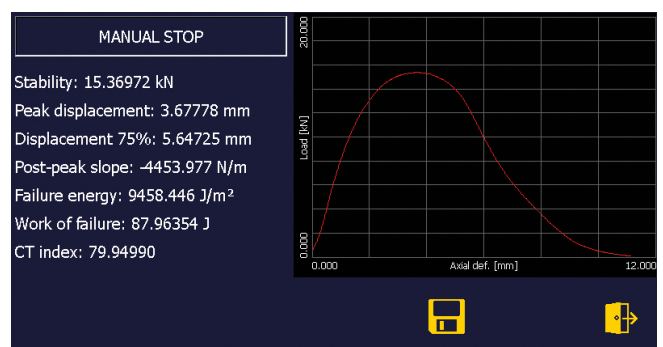 MANUAL STOP
Stability: 15.36972 kN
Peak displacement: 3.67778 mm
Displacement 75%: 5.64725 mm
Post-peak slope: -4453.977 N/m
Failure energy: 9458.446 J/m²
Work of failure: 87.96354 J
CT index: 79.94990
20.000
Load [kN]
0.000
0.000
Axial def. [mm]
12.000